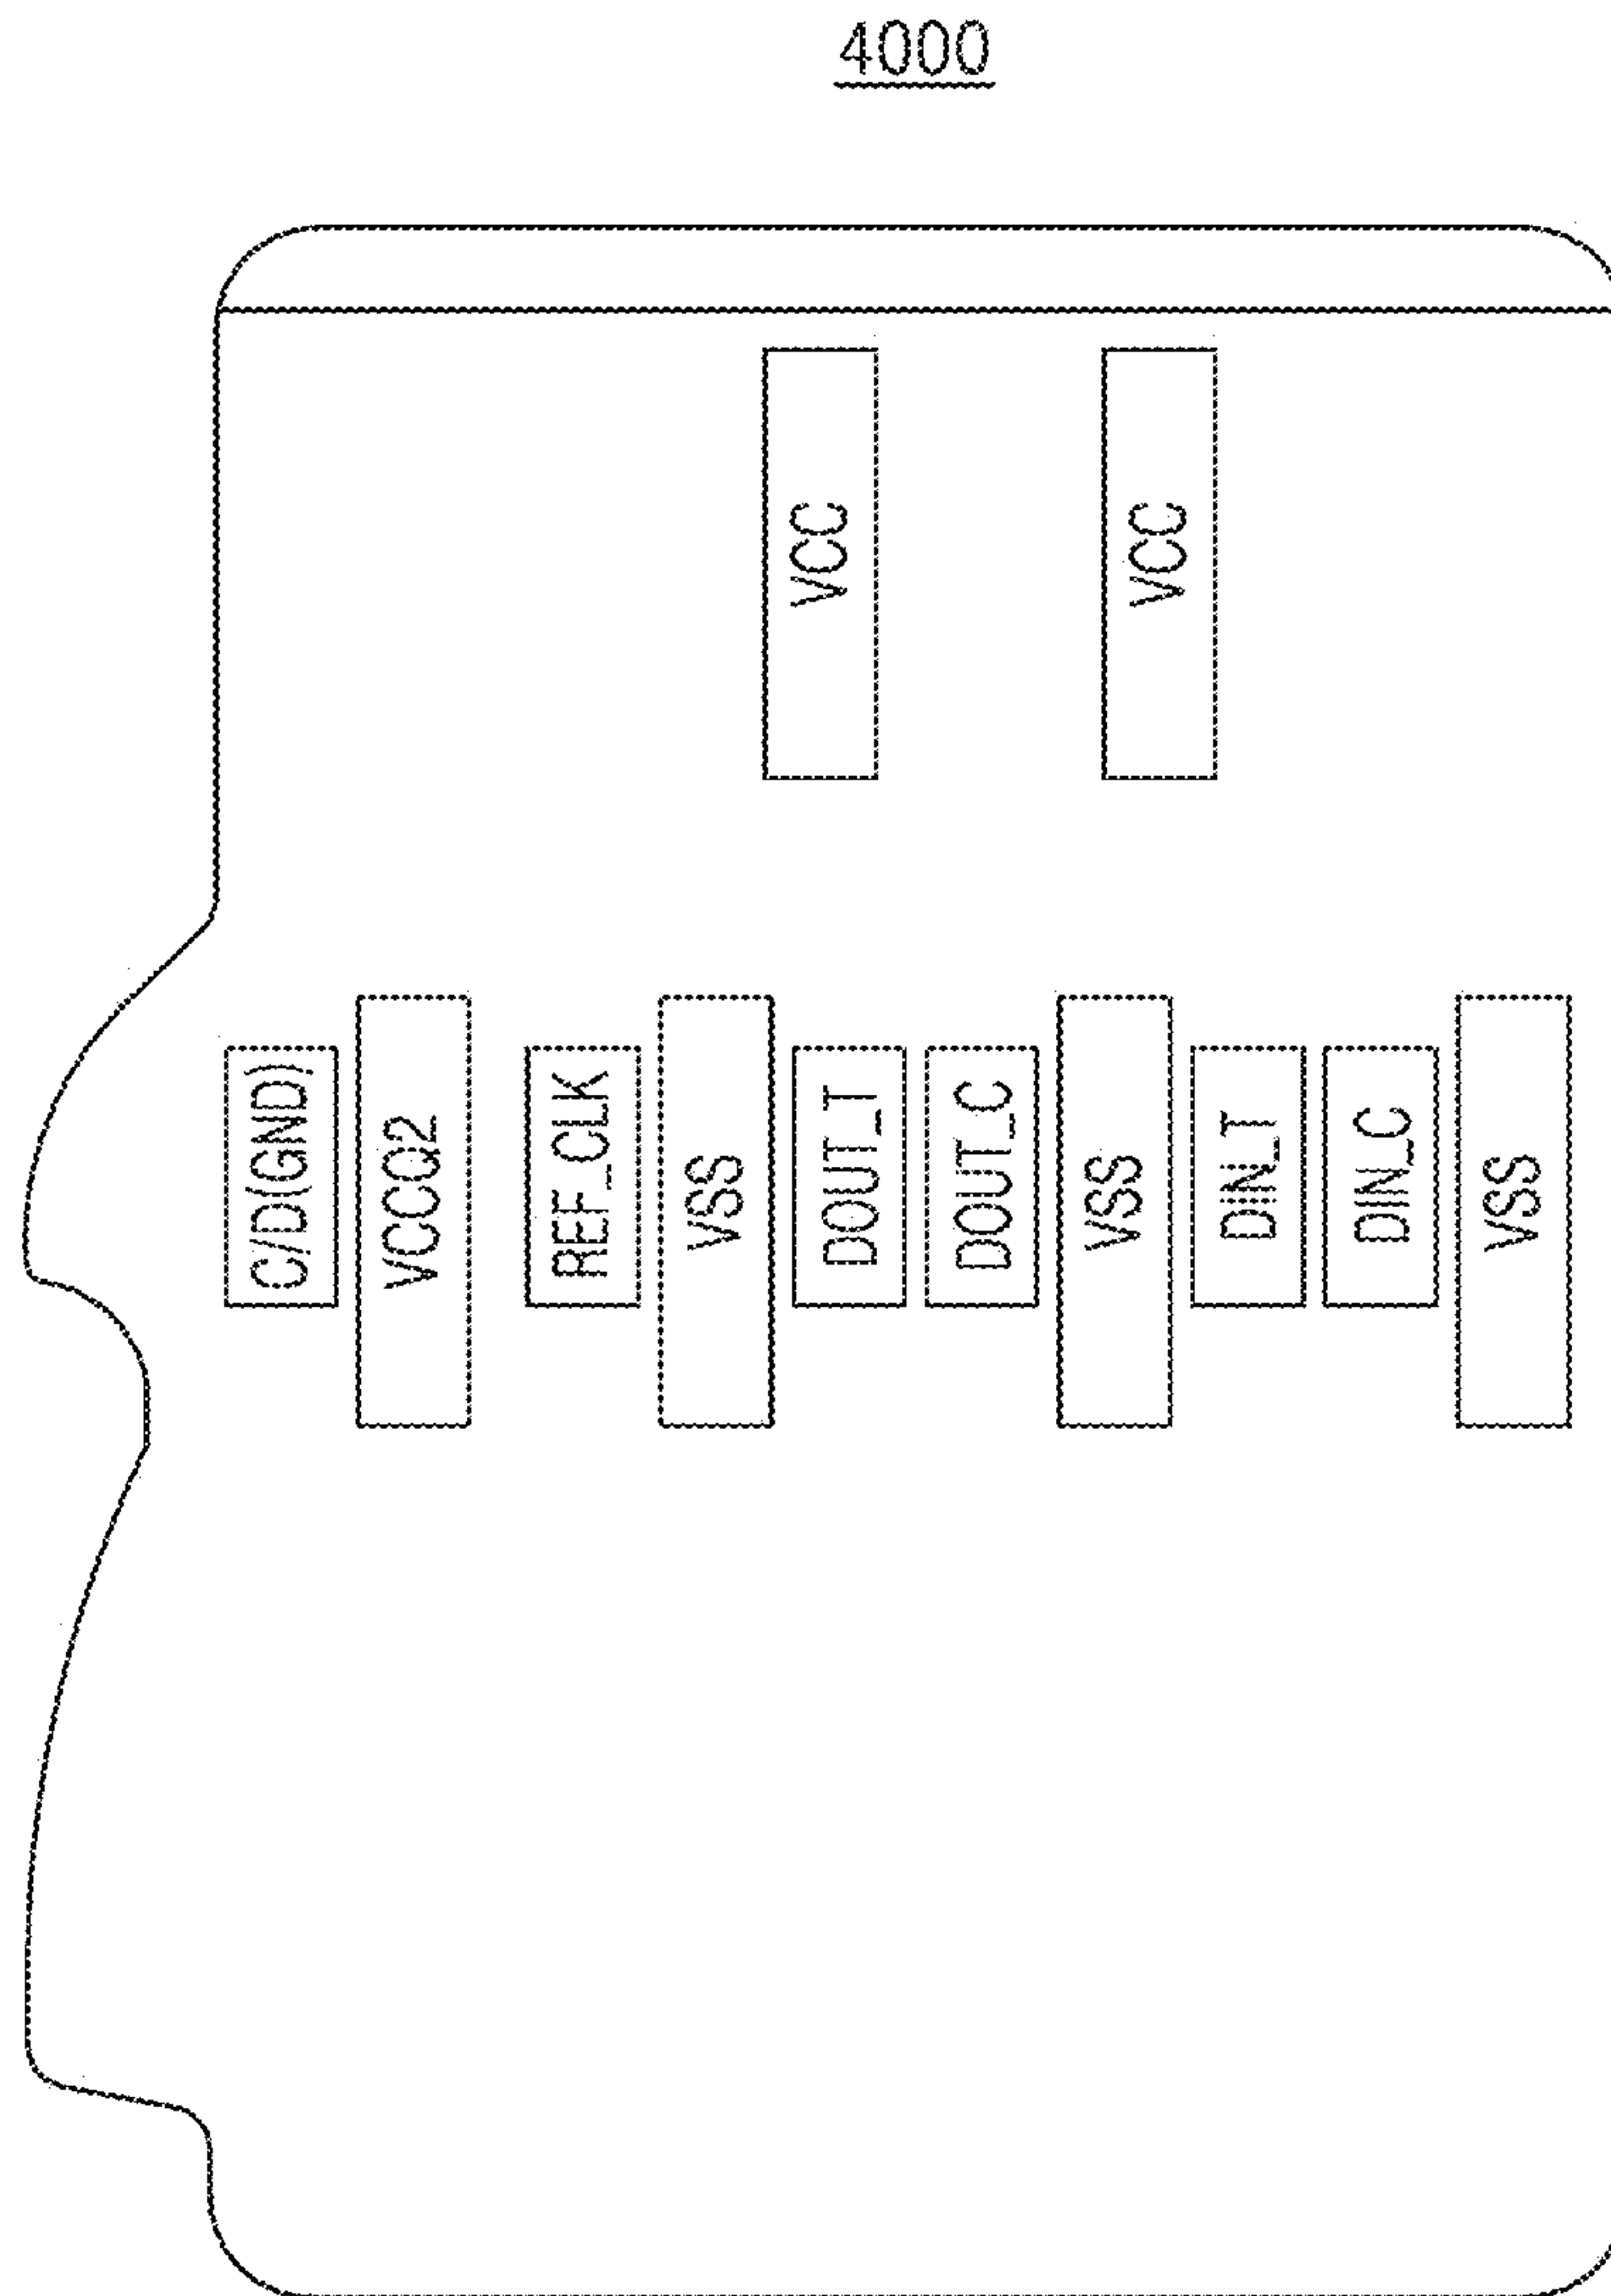 4000
VCC
VCC
C/D(GND)
VCCQ2
REF_CLK
VSS
DOUT_T
DOUT_C
VSS
DIN_T
DIN_C
VSS